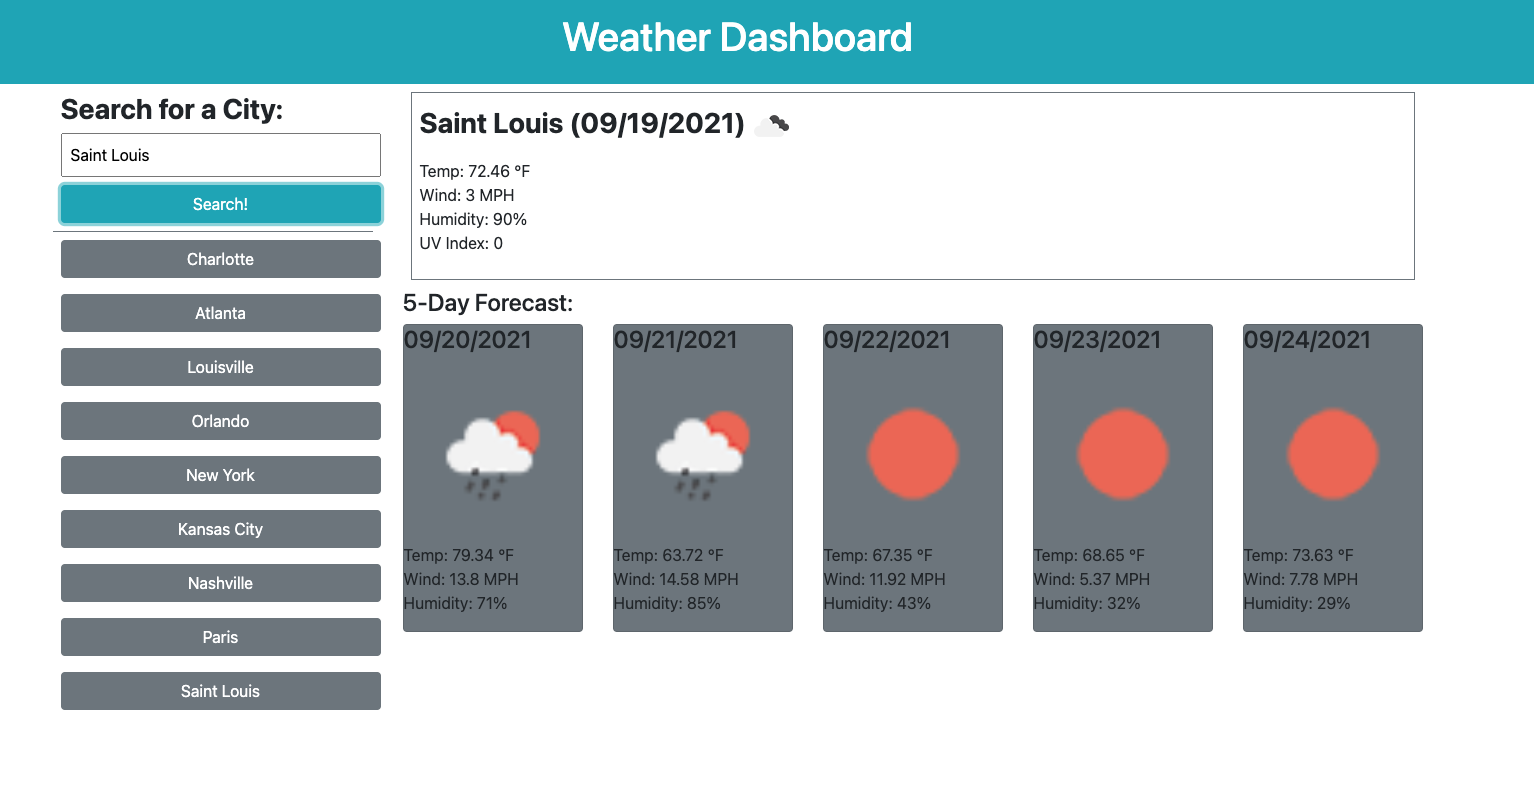 Weather Dashboard
Search for a City:
Saint Louis
Search!
Charlotte
Atlanta
Louisville
Orlando
New York
Kansas City
Nashville
Paris
Saint Louis
Saint Louis (09/19/2021)
Temp: 72.46 °F
Wind: 3 MPH
Humidity: 90%
UV Index: 0
5-Day Forecast:
09/20/2021
Temp: 79.34 °F
Wind: 13.8 MPH
Humidity: 71%
09/21/2021
Temp: 63.72 °F
Wind: 14.58 MPH
Humidity: 85%
09/22/2021
Temp: 67.35 °F
Wind: 11.92 MPH
Humidity: 43%
09/23/2021
Temp: 68.65 °F
Wind: 5.37 MPH
Humidity: 32%
09/24/2021
Temp: 73.63 °F
Wind: 7.78 MPH
Humidity: 29%